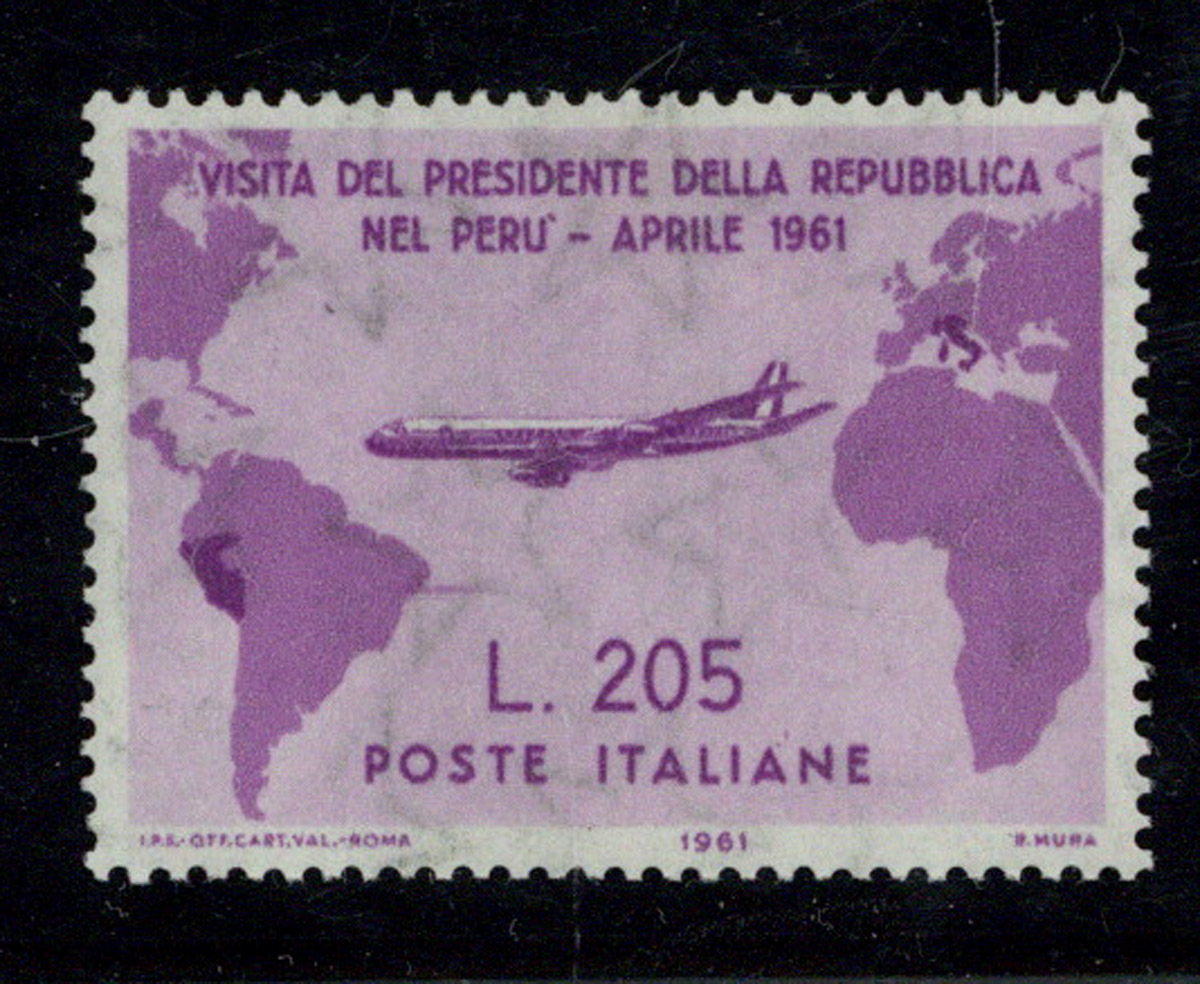 VISITA DEL PRESIDENTE DELLA REPUBBLICA
NEL PERU` - APRILE 1961
L. 205
POSTE ITALIANE
I.P.S.-OFF.CART.VAL.-ROMA
1961
R.MURA